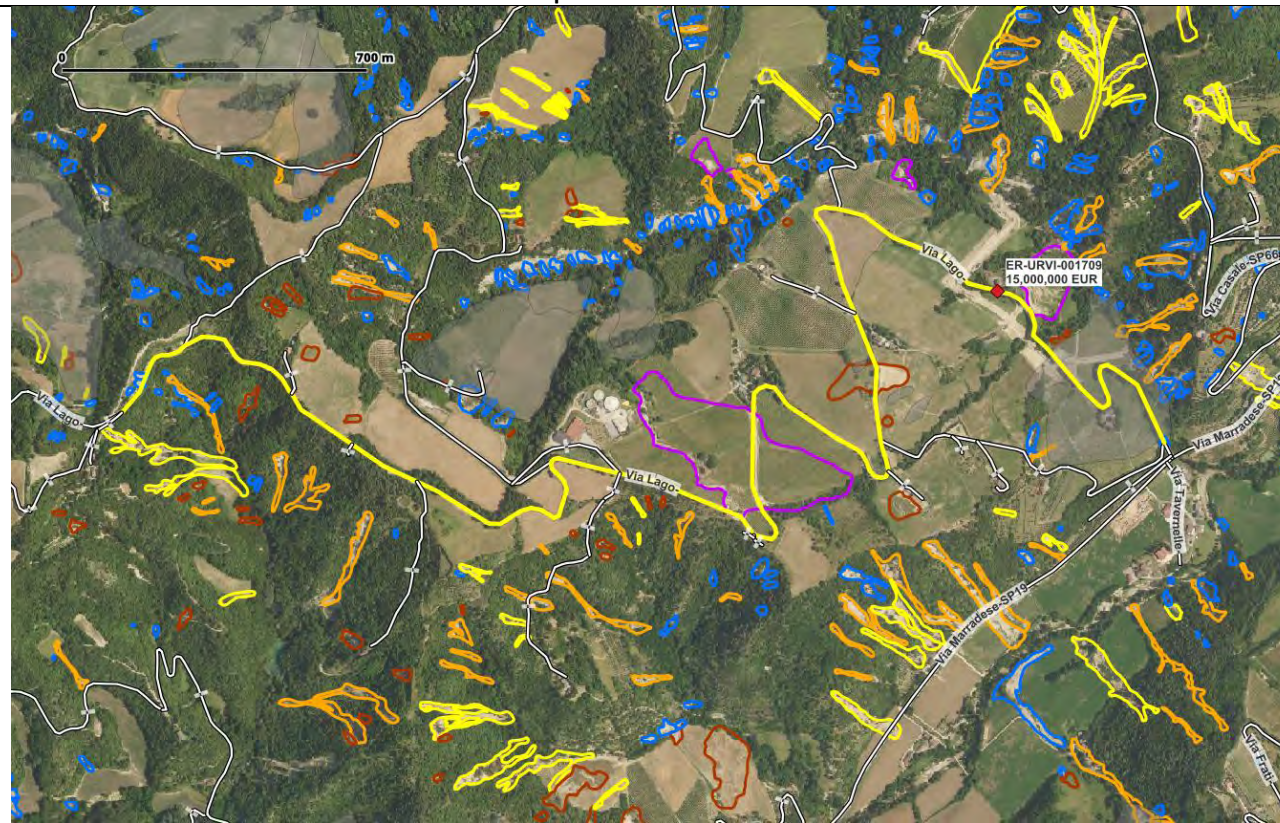 0 700 m
Via Lago-
ER-URVI-001709
15,000,000 EUR
Via Casale-SP66
Via Lago-
Via Marradese-SP19
Via Lago-
Via Tavernelle-
Via Marradese-SP19
Via Frati-